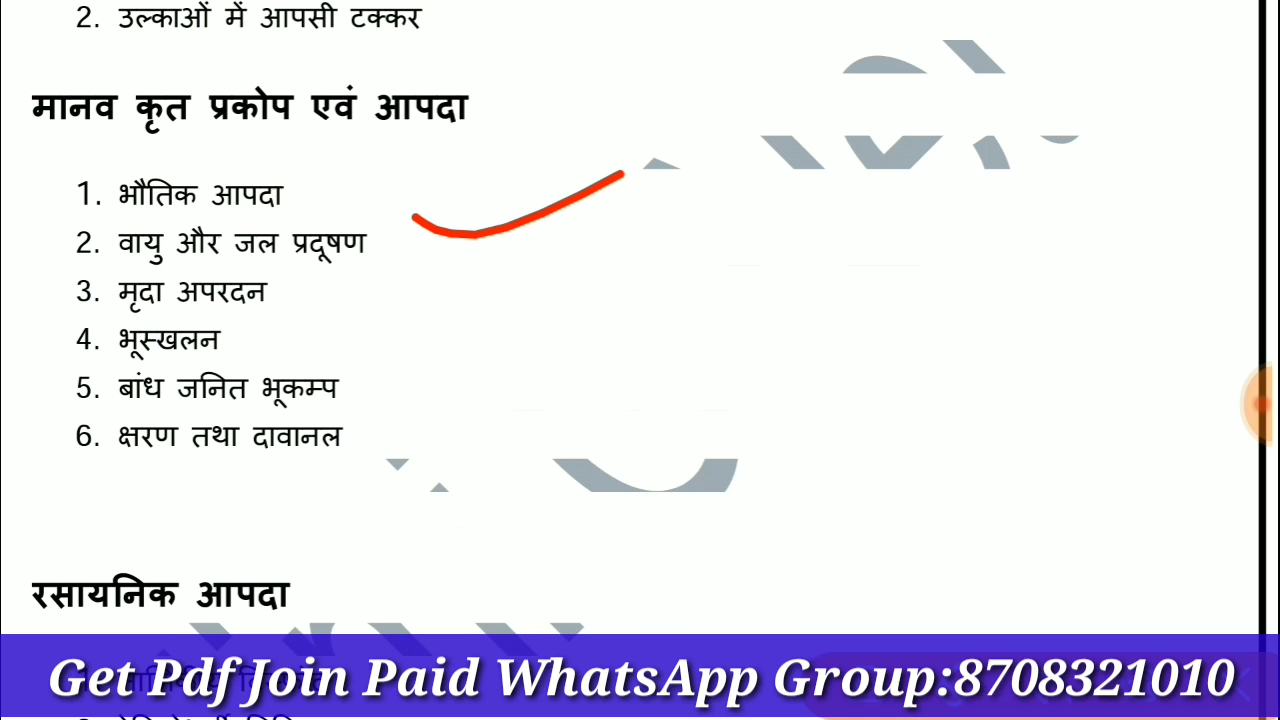 2. उल्काओं में आपसी टक्कर
मानव कृत प्रकोप एवं आपदा
1. भौतिक आपदा
2. वायु और जल प्रदूषण
3. मृदा अपरदन
4. भूस्खलन
5. बांध जनित भूकम्प
6. क्षरण तथा दावानल
रसायनिक आपदा
Get Pdf Join Paid WhatsApp Group:8708321010